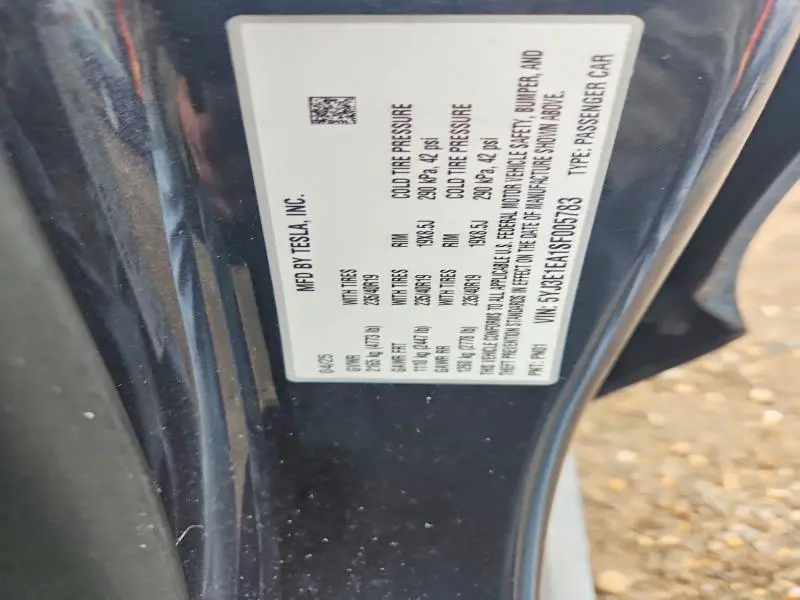 MFD BY TESLA, INC.
04/25
GVWR WITH TIRES RIM COLD TIRE PRESSURE
2165 kg (4773 lb) 235/40R19 19X8.5J 290 kPa, 42 psi
GAWR FRT WITH TIRES RIM COLD TIRE PRESSURE
1110 kg (2447 lb) 235/40R19 19X8.5J 290 kPa, 42 psi
GAWR RR
1260 kg (2778 lb) 235/40R19
THIS VEHICLE CONFORMS TO ALL APPLICABLE U.S. FEDERAL MOTOR VEHICLE SAFETY, BUMPER, AND
THEFT PREVENTION STANDARDS IN EFFECT ON THE DATE OF MANUFACTURE SHOWN ABOVE.
PNT: PN01 VIN: 5YJ3E1EA1SF005783 TYPE: PASSENGER CAR